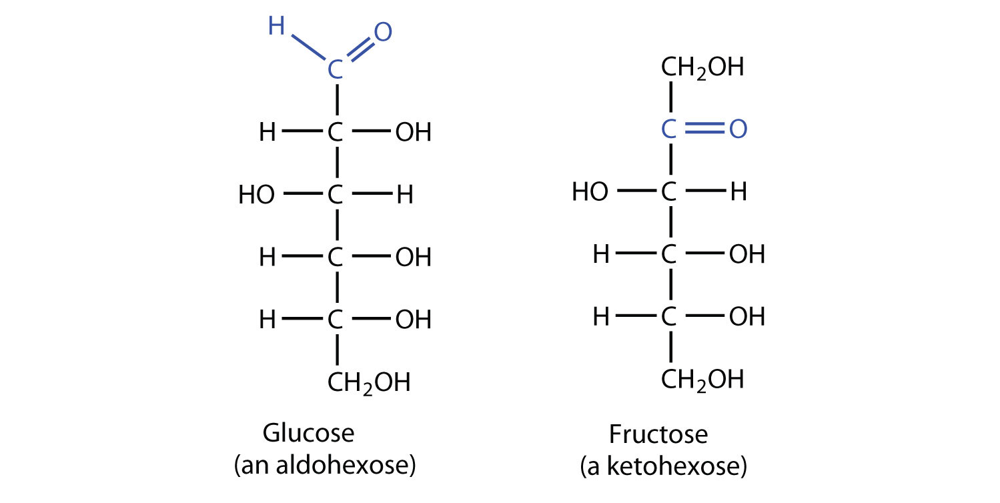 H O
C
H C OH
HO C H
H C OH
H C OH
CH₂OH
Glucose
(an aldohexose)
CH₂OH
C O
HO C H
H C OH
H C OH
CH₂OH
Fructose
(a ketohexose)